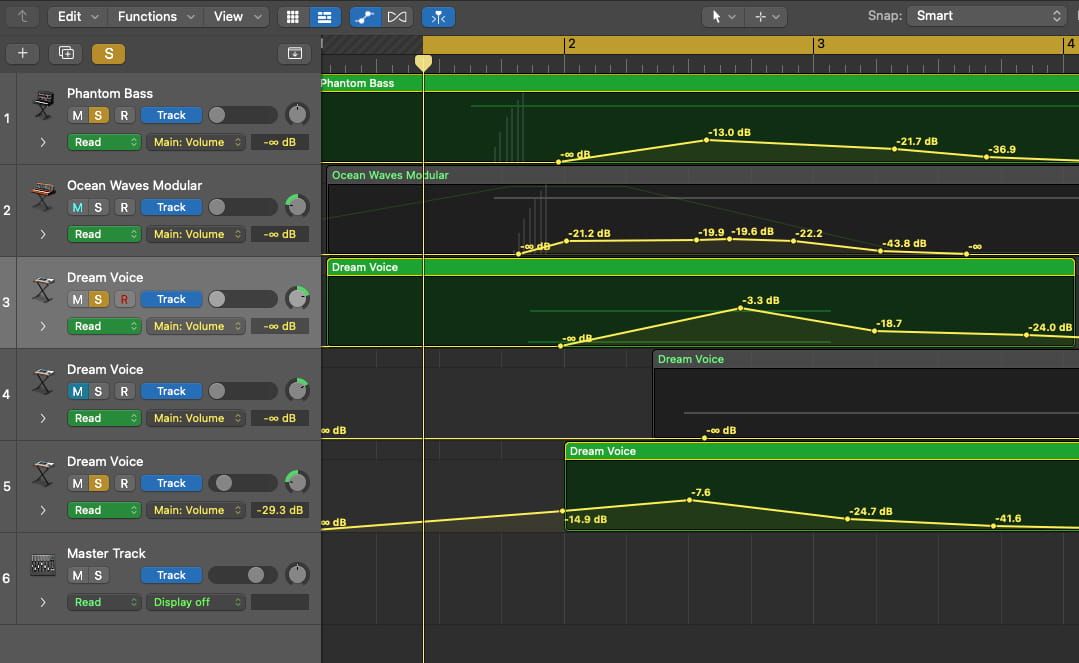 Edit Functions View Snap: Smart
S 2 3 4
1 Phantom Bass Phantom Bass
M S R Track -13.0 dB -21.7 dB -36.9
Read Main: Volume -∞ dB -∞ dB
2 Ocean Waves Modular Ocean Waves Modular
M S R Track -21.2 dB -19.9 -19.6 dB -22.2 -43.8 dB -∞
Read Main: Volume -∞ dB -∞ dB
3 Dream Voice Dream Voice
M S R Track -3.3 dB -18.7 -24.0 dB
Read Main: Volume -∞ dB -∞ dB
4 Dream Voice Dream Voice
M S R Track
Read Main: Volume -∞ dB ∞ dB -∞ dB
5 Dream Voice Dream Voice
M S R Track -7.6
Read Main: Volume -29.3 dB ∞ dB -14.9 dB -24.7 dB -41.6
6 Master Track
M S Track
Read Display off